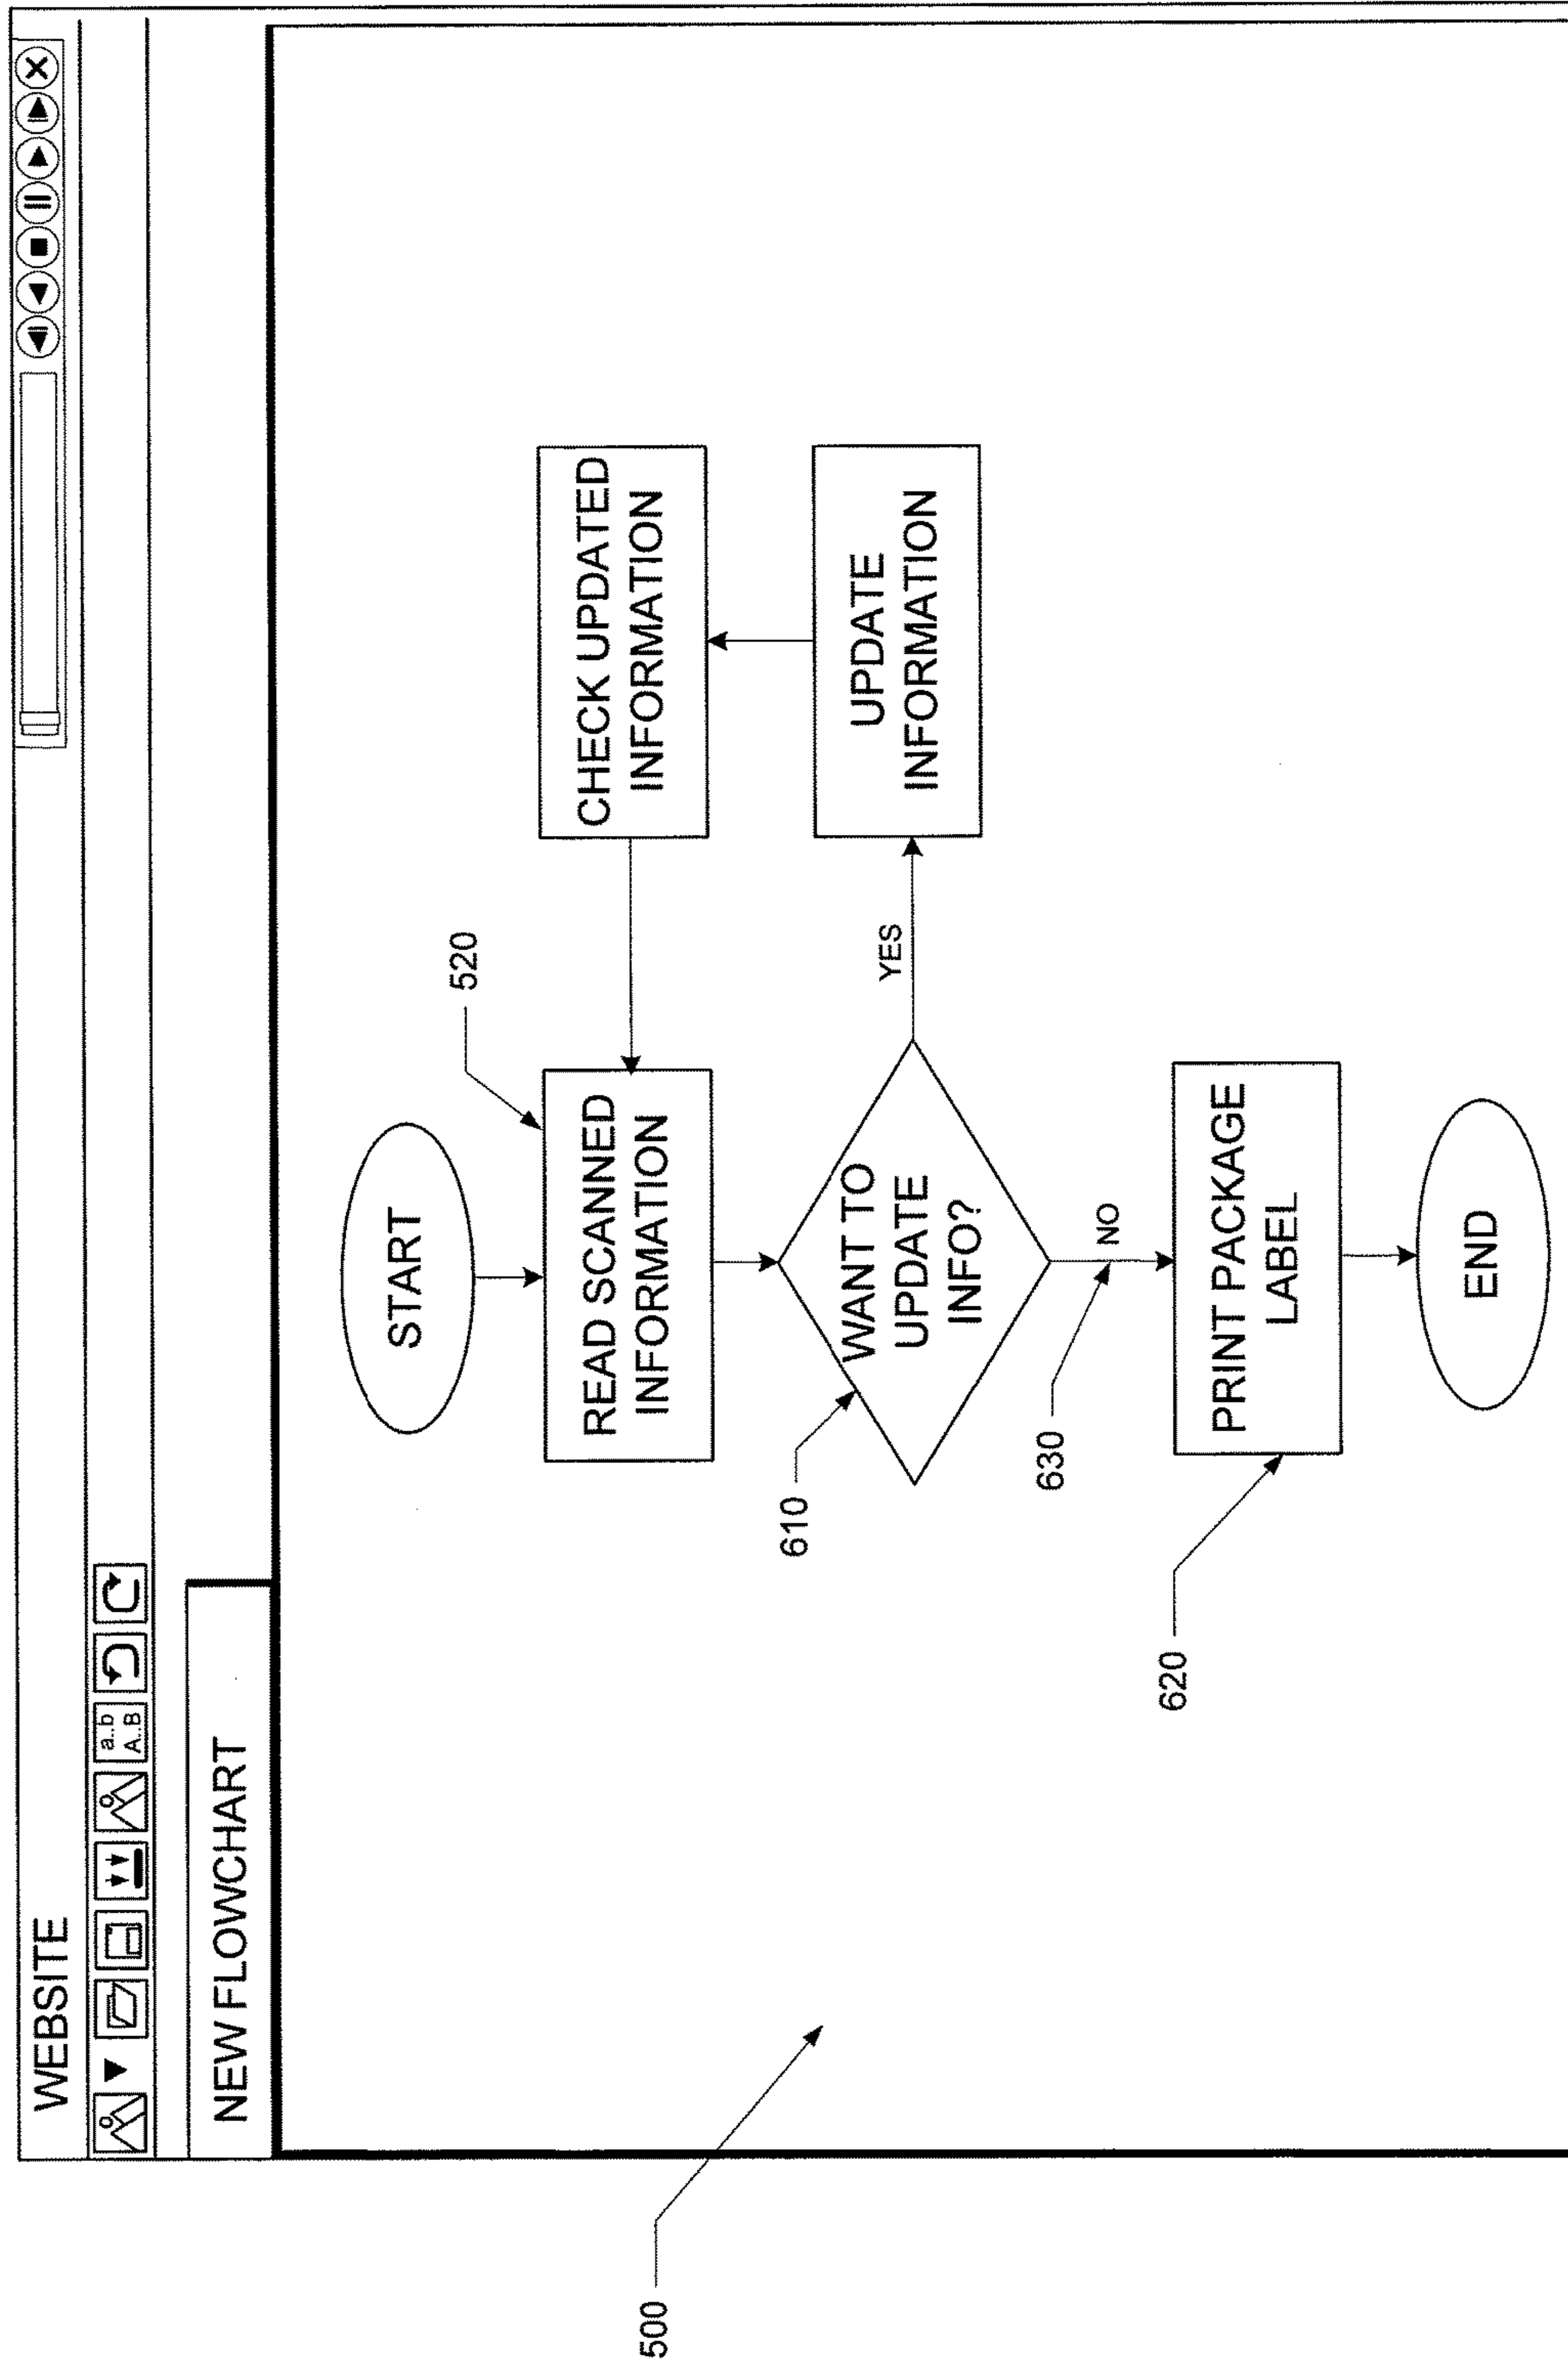 WEBSITE
a..b
A..B
NEW FLOWCHART
500
START
520
READ SCANNED
INFORMATION
CHECK UPDATED
INFORMATION
610
WANT TO
UPDATE
INFO?
YES
UPDATE
INFORMATION
630
NO
620
PRINT PACKAGE
LABEL
END